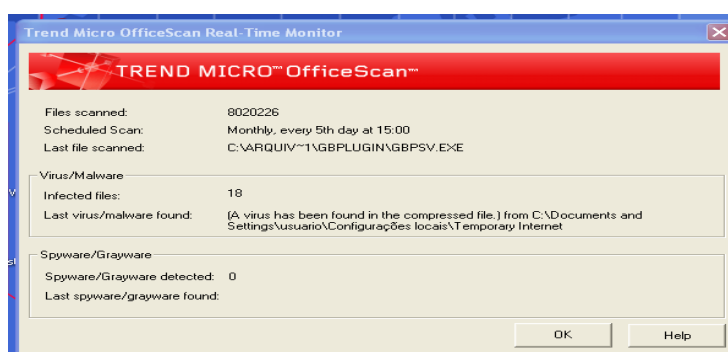 Trend Micro OfficeScan Real-Time Monitor
TREND MICRO™ OfficeScan™
Files scanned: 8020226
Scheduled Scan: Monthly, every 5th day at 15:00
Last file scanned: C:\ARQUIV~1\GBPLUGIN\GBPSV.EXE
Virus/Malware
Infected files: 18
Last virus/malware found: (A virus has been found in the compressed file.) from C:\Documents and
Settings\usuario\Configurações locais\Temporary Internet
Spyware/Grayware
Spyware/Grayware detected: 0
Last spyware/grayware found:
OK Help